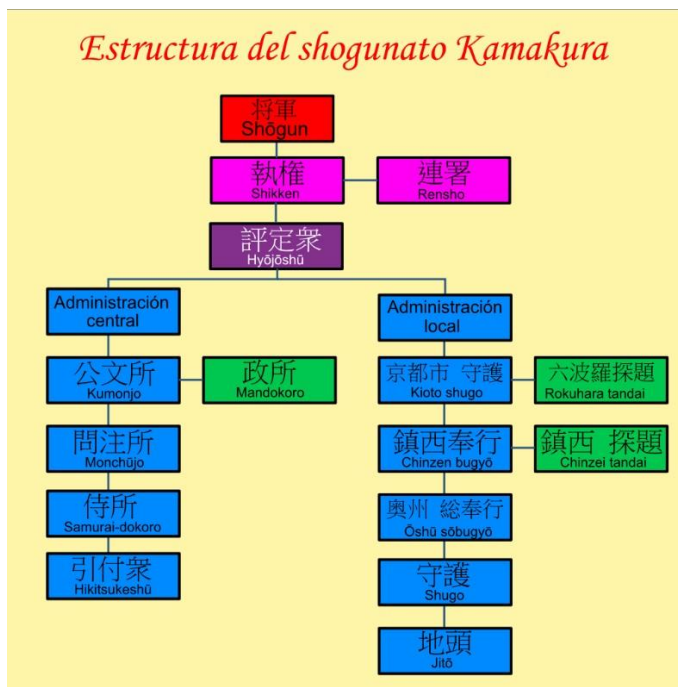 Estructura del shogunato Kamakura
将軍
Shōgun
執権
Shikken
連署
Rensho
評定衆
Hyōjōshū
Administración
central
公文所
Kumonjo
政所
Mandokoro
問注所
Monchūjo
侍所
Samurai-dokoro
引付衆
Hikitsukeshū
Administración
local
京都市 守護
Kioto shugo
六波羅探題
Rokuhara tandai
鎮西奉行
Chinzen bugyō
鎮西 探題
Chinzei tandai
奥州 総奉行
Ōshū sōbugyō
守護
Shugo
地頭
Jitō